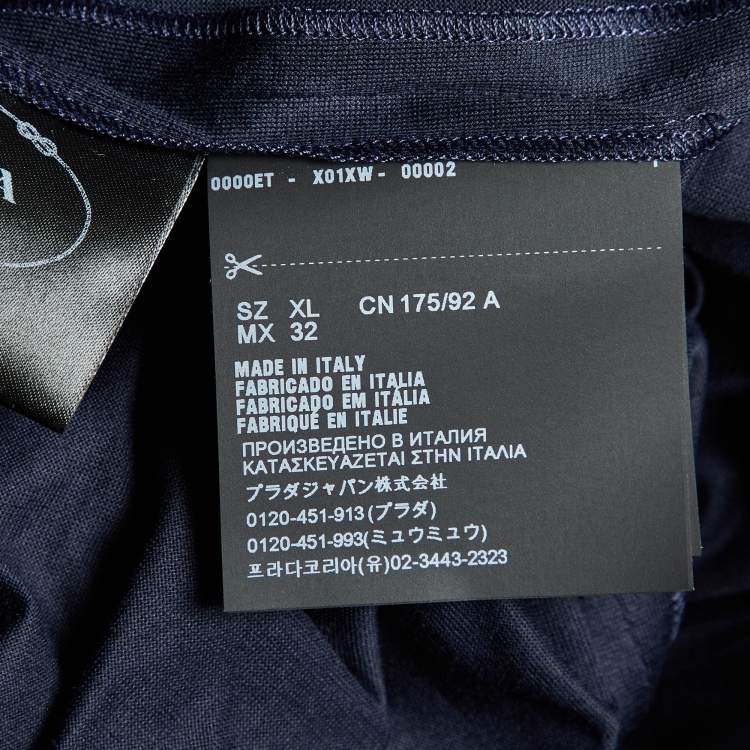 0000ET - X01XW - 00002
SZ XL CN 175/92 A
MX 32
MADE IN ITALY
FABRICADO EN ITALIA
FABRICADO EM ITÁLIA
FABRIQUÉ EN ITALIE
ПРОИЗВЕДЕНО В ИТАЛИЯ
ΚΑΤΑΣΚΕΥΑΖΕΤΑΙ ΣΤΗΝ ΙΤΑΛΙΑ
プラダジャパン株式会社
0120-451-913(プラダ)
0120-451-993(ミュウミュウ)
프라다코리아(유)02-3443-2323